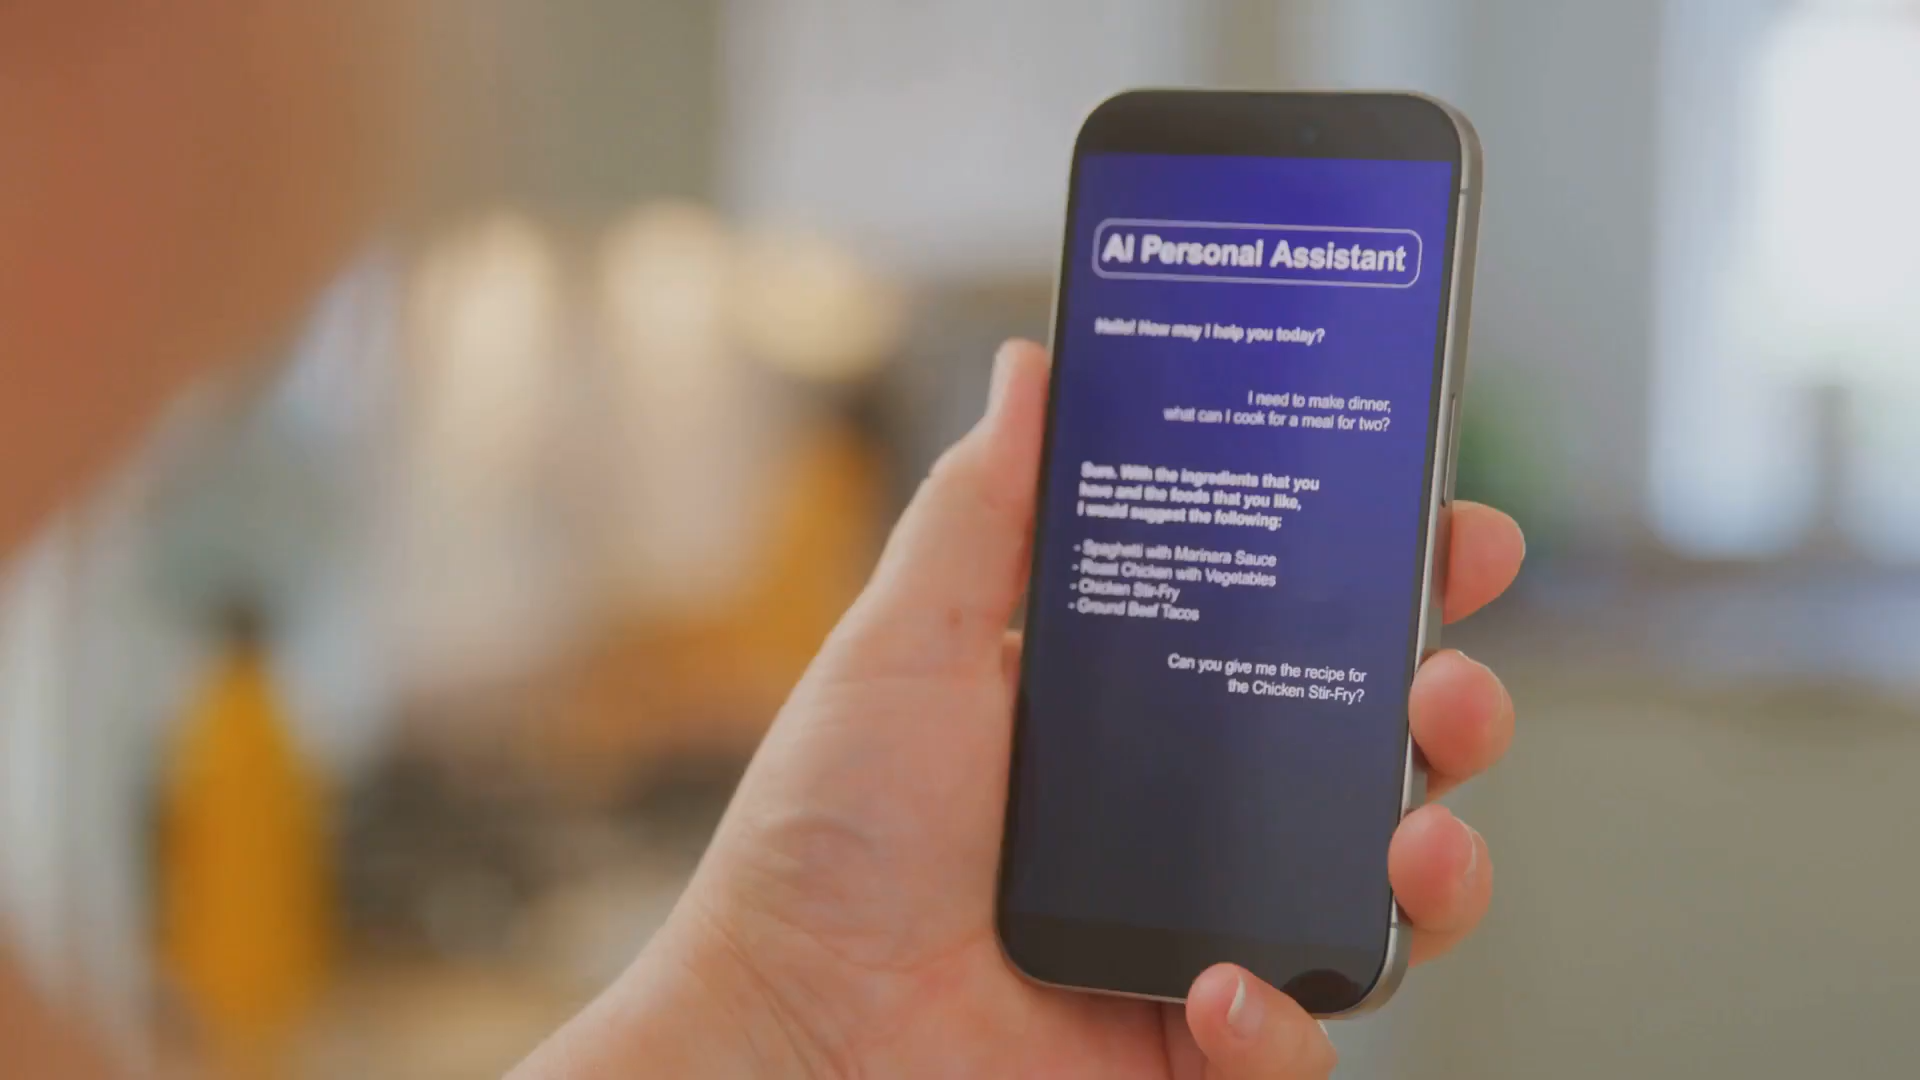 AI Personal Assistant
Hello! How may I help you today?
I need to make dinner,
what can I cook for a meal for two?
Sure. With the ingredients that you
have and the foods that you like,
I would suggest the following:
- Spaghetti with Marinara Sauce
- Roast Chicken with Vegetables
- Chicken Stir-Fry
- Ground Beef Tacos
Can you give me the recipe for
the Chicken Stir-Fry?